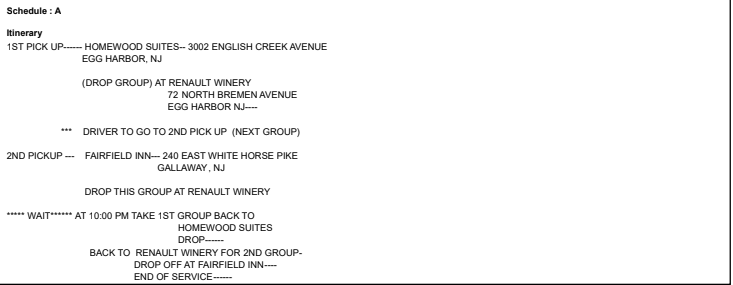 Schedule : A
Itinerary
1ST PICK UP------ HOMEWOOD SUITES-- 3002 ENGLISH CREEK AVENUE
EGG HARBOR, NJ
(DROP GROUP) AT RENAULT WINERY
72 NORTH BREMEN AVENUE
EGG HARBOR NJ----
*** DRIVER TO GO TO 2ND PICK UP (NEXT GROUP)
2ND PICKUP --- FAIRFIELD INN--- 240 EAST WHITE HORSE PIKE
GALLAWAY , NJ
DROP THIS GROUP AT RENAULT WINERY
***** WAIT****** AT 10:00 PM TAKE 1ST GROUP BACK TO
HOMEWOOD SUITES
DROP------
BACK TO RENAULT WINERY FOR 2ND GROUP-
DROP OFF AT FAIRFIELD INN----
END OF SERVICE------